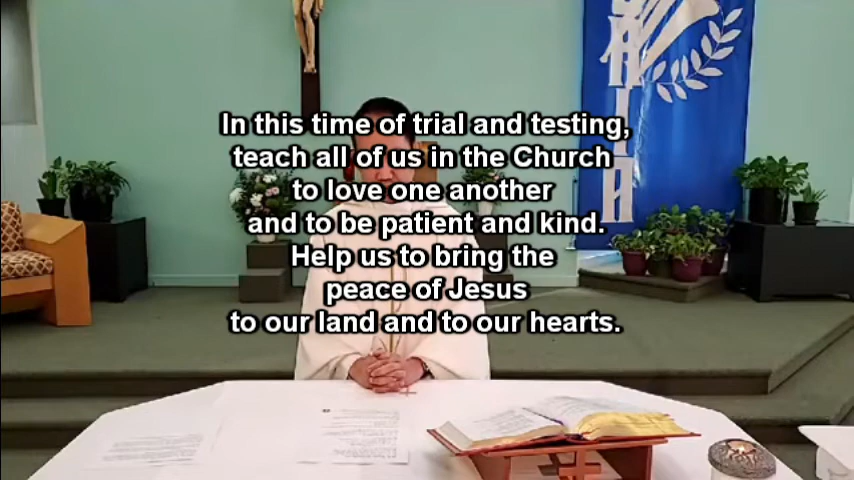 In this time of trial and testing,
teach all of us in the Church
to love one another
and to be patient and kind.
Help us to bring the
peace of Jesus
to our land and to our hearts.